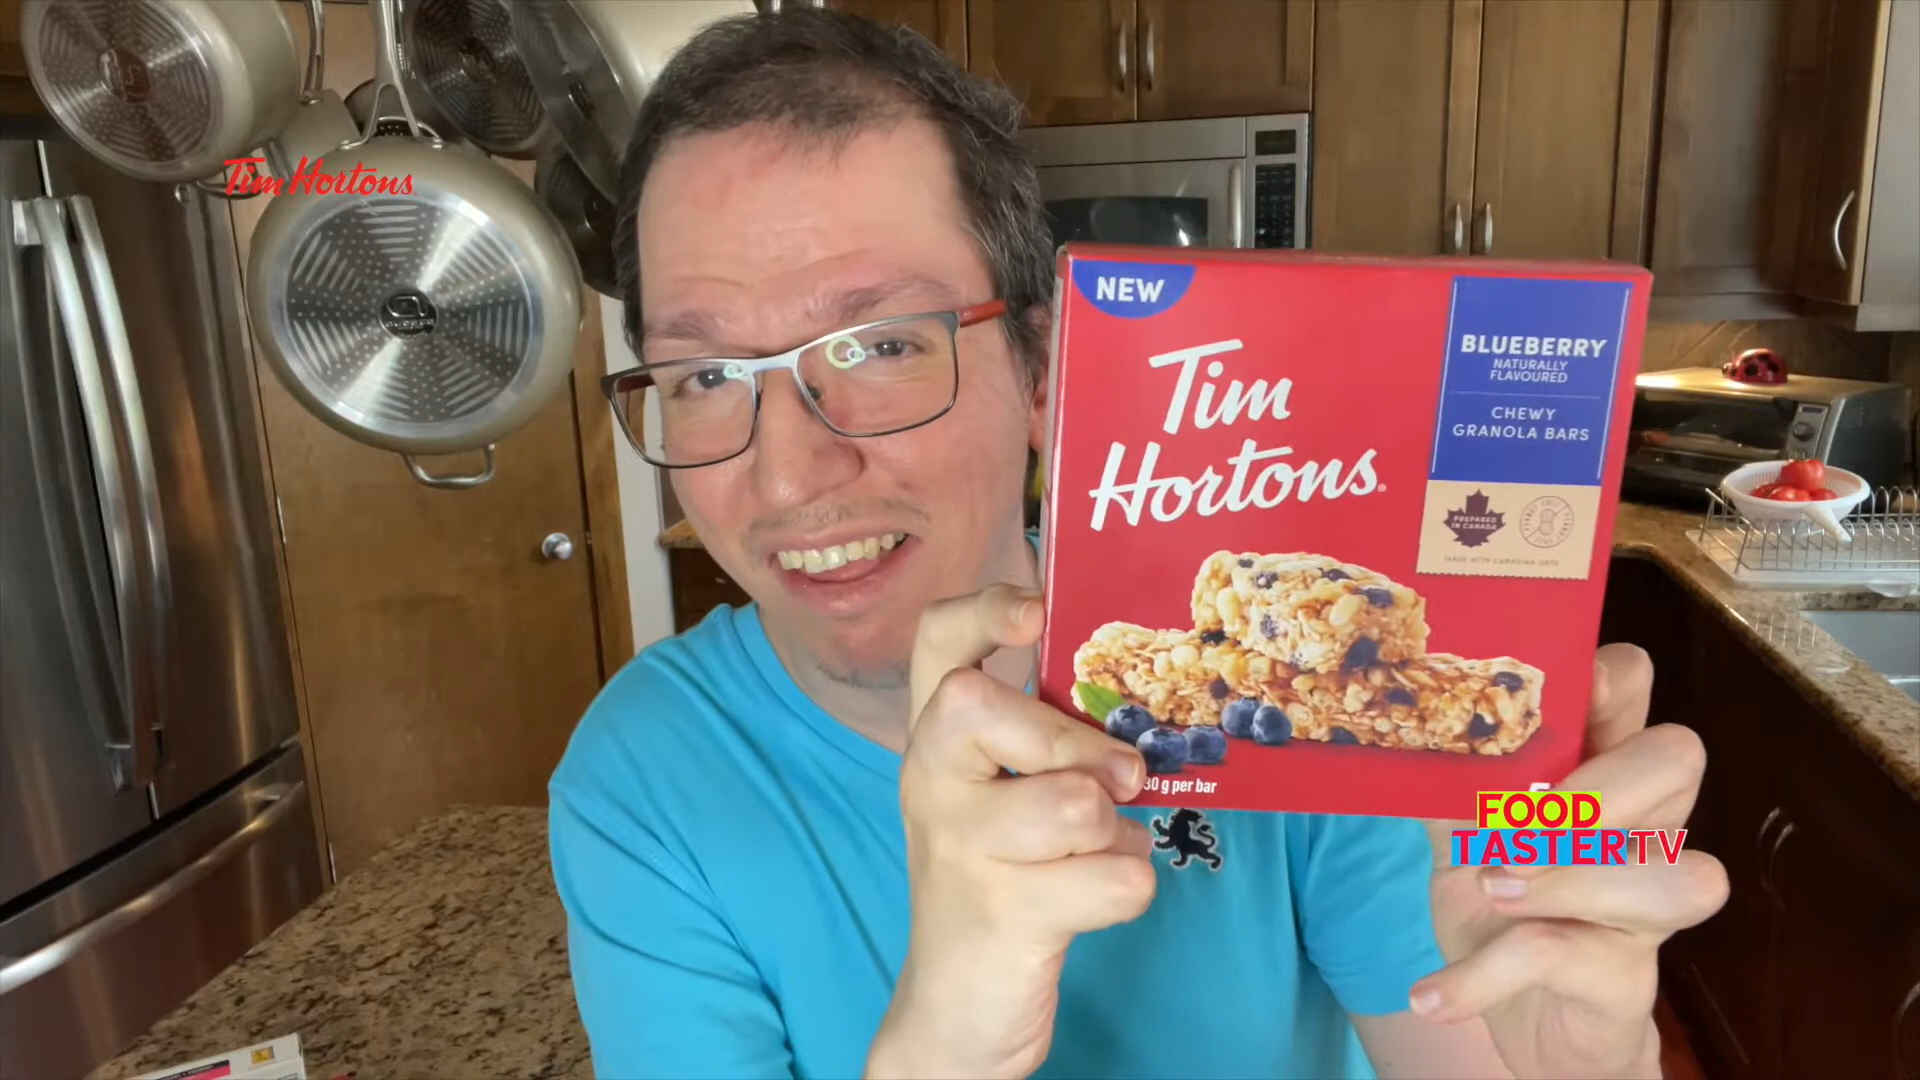 Tim Hortons
NEW
Tim
Hortons
BLUEBERRY
NATURALLY
FLAVOURED
CHEWY
GRANOLA BARS
PREPARED
IN CANADA
MADE WITH CANADIAN OATS
30 g per bar
FOOD
TASTERTV